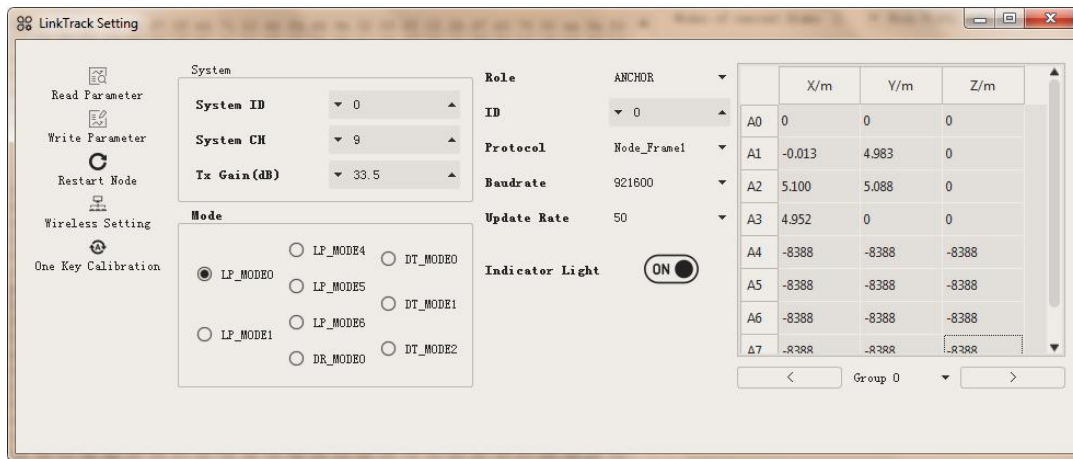 LinkTrack Setting
Read Parameter
Write Parameter
Restart Node
Wireless Setting
One Key Calibration
System
System ID 0
System CH 9
Tx Gain(dB) 33.5
Mode
LP_MODE0
LP_MODE1
LP_MODE4
LP_MODE5
LP_MODE6
DR_MODE0
DT_MODE0
DT_MODE1
DT_MODE2
Role ANCHOR
ID 0
Protocol Node_Frame1
Baudrate 921600
Update Rate 50
Indicator Light ON
X/m Y/m Z/m
A0 0 0 0
A1 -0.013 4.983 0
A2 5.100 5.088 0
A3 4.952 0 0
A4 -8388 -8388 -8388
A5 -8388 -8388 -8388
A6 -8388 -8388 -8388
A7 -8388 -8388 -8388
< Group 0 >